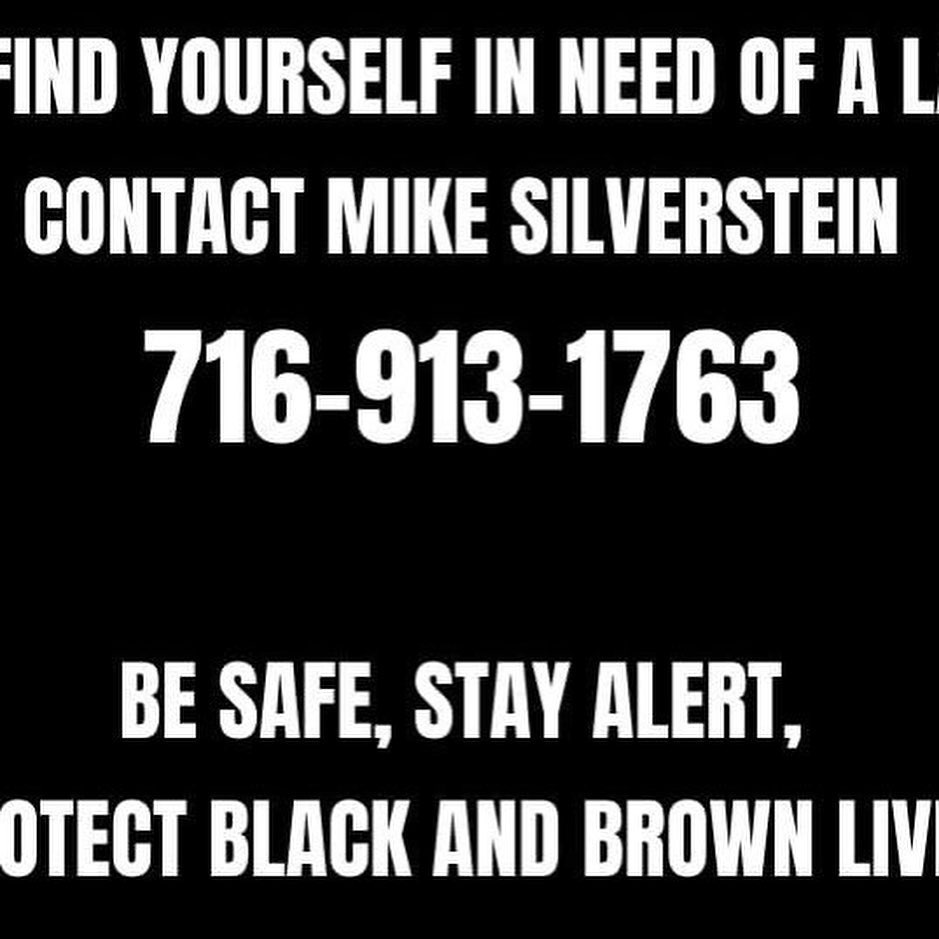 FIND YOURSELF IN NEED OF A LA
CONTACT MIKE SILVERSTEIN
716-913-1763
BE SAFE, STAY ALERT,
OTECT BLACK AND BROWN LIV